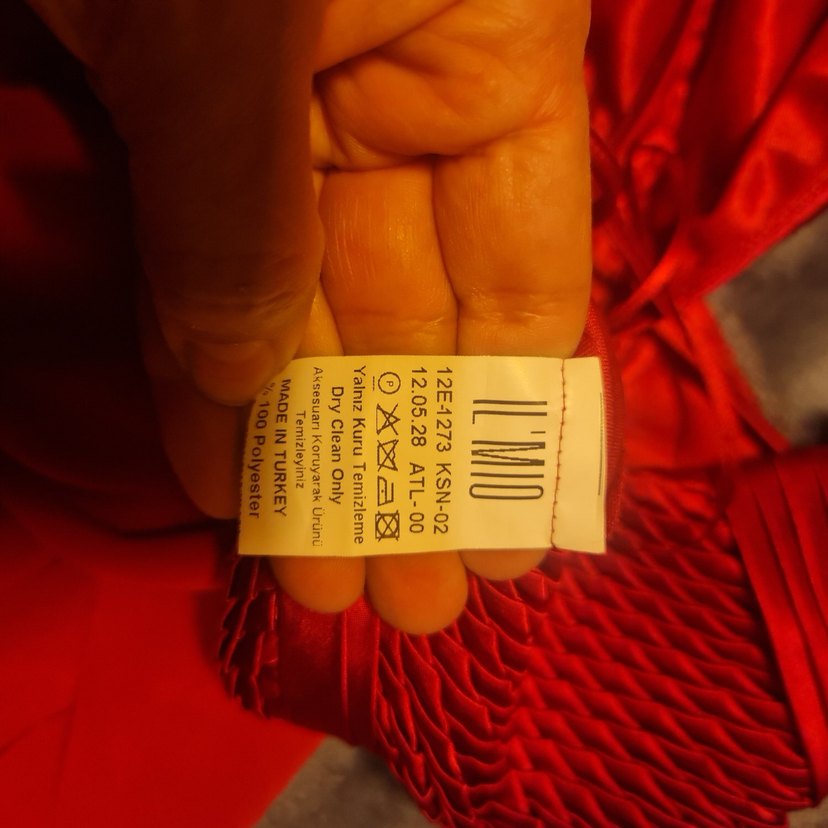 IL'MIO
12E-1273 KSN-02
12.05.28 ATL-00
P
Yalnız Kuru Temizleme
Dry Clean Only
Aksesuarı Koruyarak Ürünü
Temizleyiniz
MADE IN TURKEY
% 100 Polyester